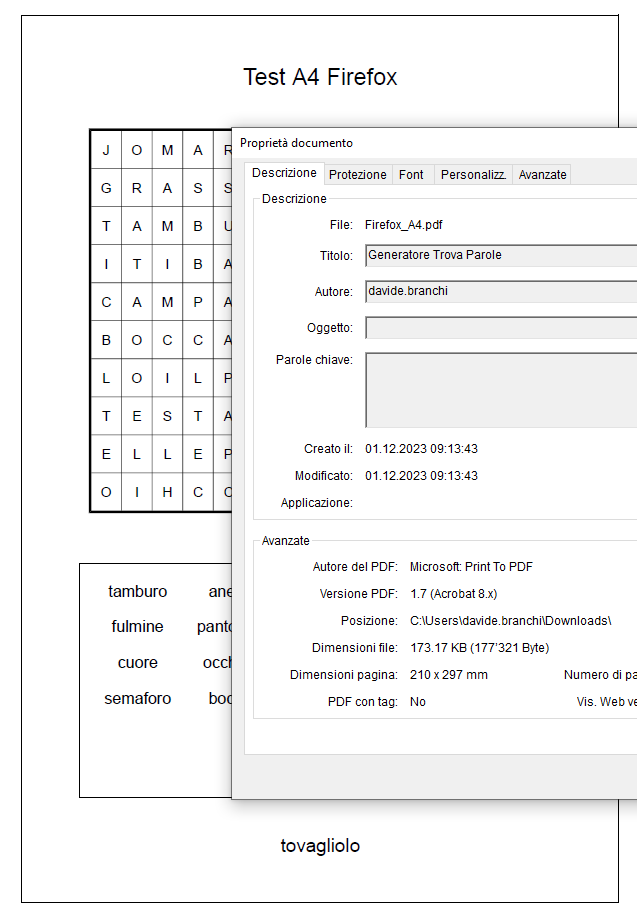 Test A4 Firefox
J O M A R
G R A S S
T A M B U
I T I B A
C A M P A
B O C C A
L O I L P
T E S T A
E L L E P
O I H C C
Proprietà documento
Descrizione Protezione Font Personalizz. Avanzate
Descrizione
File: Firefox_A4.pdf
Titolo: Generatore Trova Parole
Autore: davide.branchi
Oggetto:
Parole chiave:
Creato il: 01.12.2023 09:13:43
Modificato: 01.12.2023 09:13:43
Applicazione:
Avanzate
Autore del PDF: Microsoft: Print To PDF
Versione PDF: 1.7 (Acrobat 8.x)
Posizione: C:\Users\davide.branchi\Downloads\
Dimensioni file: 173.17 KB (177'321 Byte)
Dimensioni pagina: 210 x 297 mm Numero di pa
PDF con tag: No Vis. Web ve
tamburo ane
fulmine panto
cuore occh
semaforo boc
tovagliolo